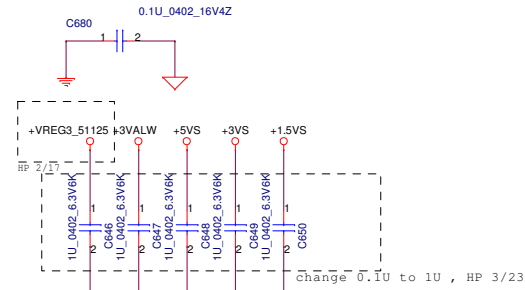 0.1U_0402_16V4Z
C680
1 2
+VREG3_51125 +3VALW +5VS +3VS +1.5VS
HP 2/17
1U_0402_6.3V6K 1U_0402_6.3V6K 1U_0402_6.3V6K 1U_0402_6.3V6K 1U_0402_6.3V6K
1 1 1 1 1
C646 C647 C648 C649 C650
2 2 2 2 2
change 0.1U to 1U , HP 3/23